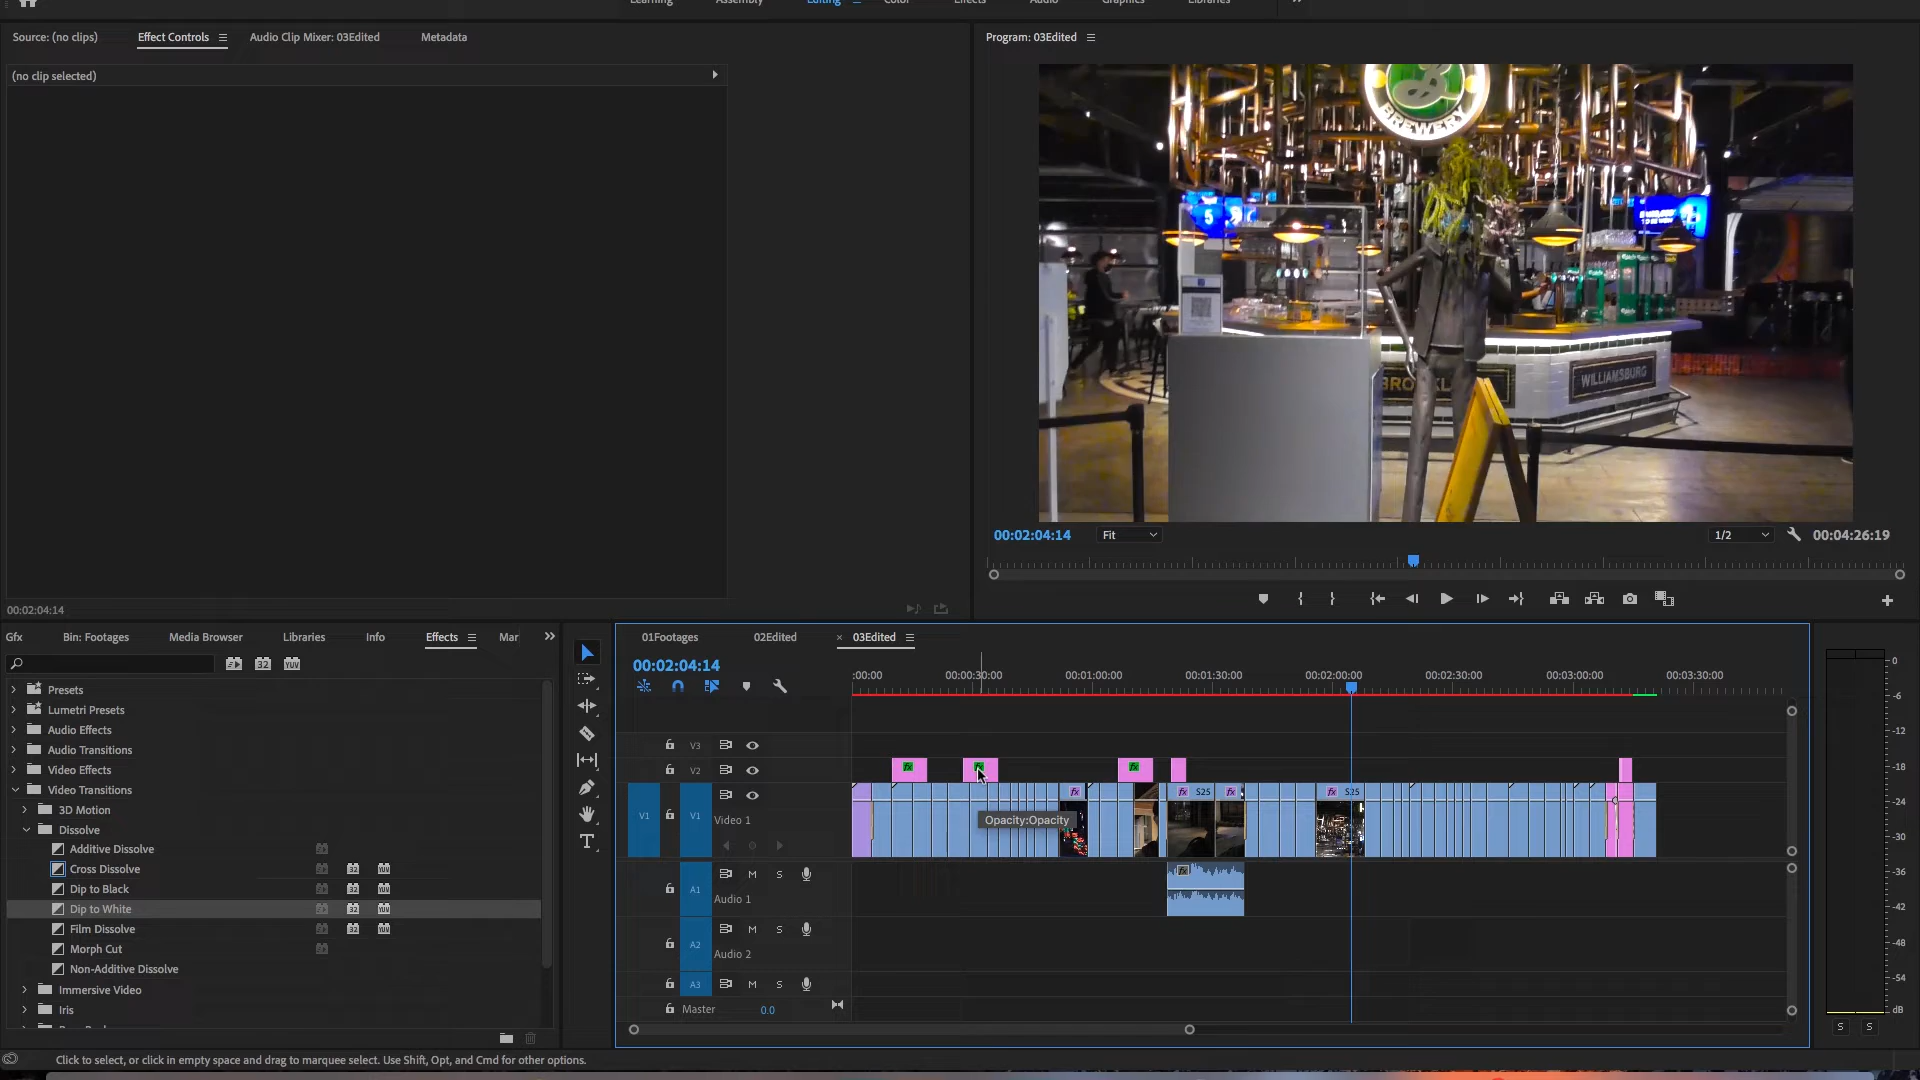 Learning Assembly Editing Color Effects Audio Graphics Libraries
Source: (no clips) Effect Controls Audio Clip Mixer: 03Edited Metadata
Program: 03Edited
(no clip selected)
BREWERY
5
WILLIAMSBURG
00:02:04:14 Fit 1/2 00:04:26:19
00:02:04:14
Gfx Bin: Footages Media Browser Libraries Info Effects Mar
Presets
Lumetri Presets
Audio Effects
Audio Transitions
Video Effects
Video Transitions
3D Motion
Dissolve
Additive Dissolve
Cross Dissolve
Dip to Black
Dip to White
Film Dissolve
Morph Cut
Non-Additive Dissolve
Immersive Video
Iris
01Footages 02Edited 03Edited
00:02:04:14
:00:00 00:00:30:00 00:01:00:00 00:01:30:00 00:02:00:00 00:02:30:00 00:03:00:00 00:03:30:00
V3
V2
V1 V1 Video 1
fx S25 fx fx S25
Opacity:Opacity
A1 M S
Audio 1
A2 M S
Audio 2
A3 M S
Master 0.0
0
-6
-12
-18
-24
-30
-36
-42
-48
-54
dB
S S
Click to select, or click in empty space and drag to marquee select. Use Shift, Opt, and Cmd for other options.